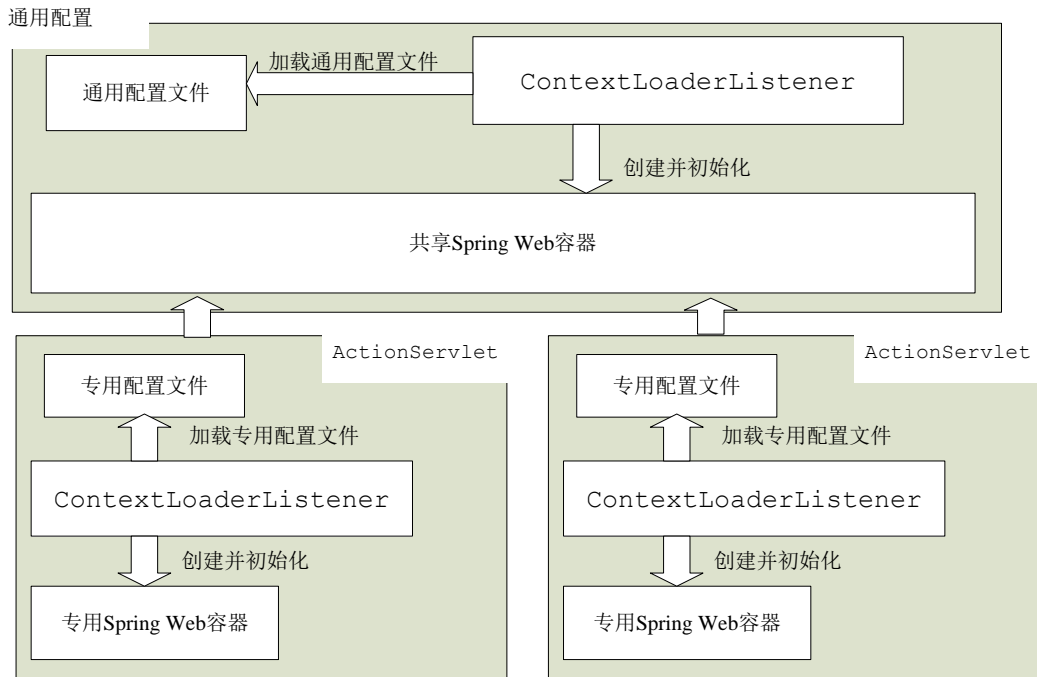 通用配置
加载通用配置文件
通用配置文件
ContextLoaderListener
创建并初始化
共享Spring Web容器
ActionServlet
专用配置文件
加载专用配置文件
ContextLoaderListener
创建并初始化
专用Spring Web容器
ActionServlet
专用配置文件
加载专用配置文件
ContextLoaderListener
创建并初始化
专用Spring Web容器